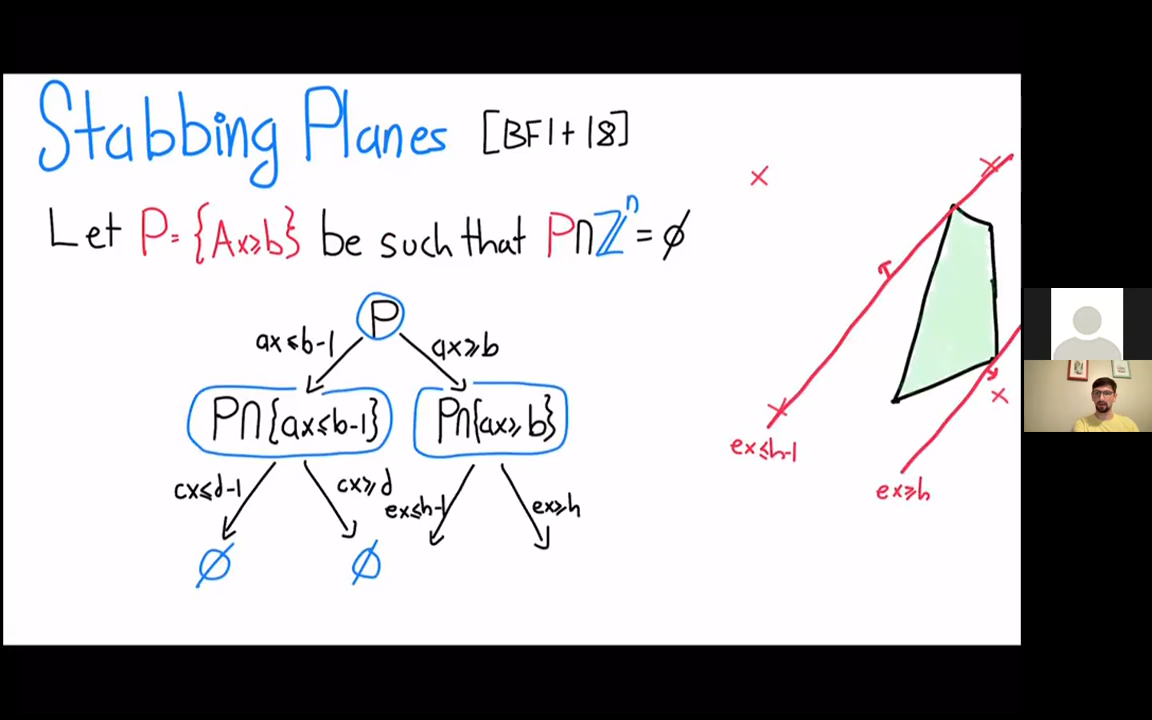 Stabbing Planes [BFI+18]
Let P = {Ax≥b} be such that P∩ℤⁿ = ∅
P
ax≤b-1
ax≥b
P∩{ax≤b-1}
P∩{ax≥b}
cx≤d-1
cx≥d
ex≤h-1
ex≥h
∅
∅
ex≤h-1
ex≥h